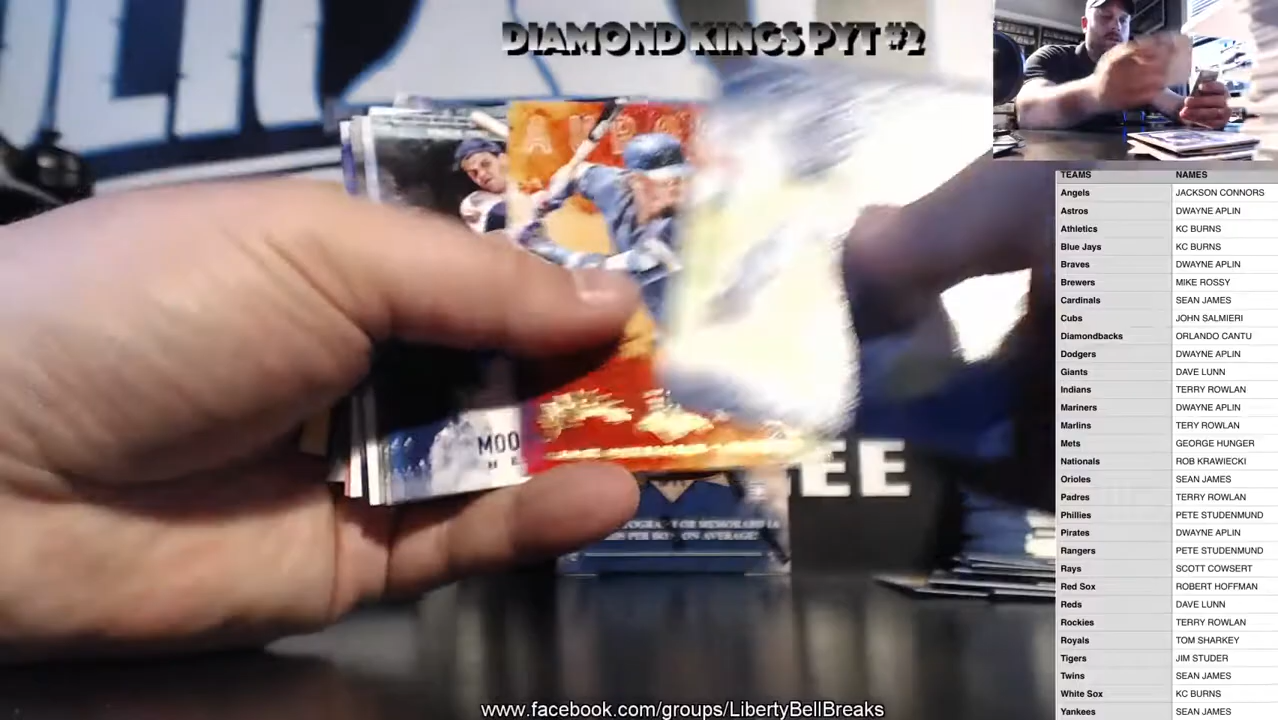 DIAMOND KINGS PYT #2
TEAMS NAMES
Angels JACKSON CONNORS
Astros DWAYNE APLIN
Athletics KC BURNS
Blue Jays KC BURNS
Braves DWAYNE APLIN
Brewers MIKE ROSSY
Cardinals SEAN JAMES
Cubs JOHN SALMIERI
Diamondbacks ORLANDO CANTU
Dodgers DWAYNE APLIN
Giants DAVE LUNN
Indians TERRY ROWLAN
Mariners DWAYNE APLIN
Marlins TERY ROWLAN
Mets GEORGE HUNGER
Nationals ROB KRAWIECKI
Orioles SEAN JAMES
Padres TERRY ROWLAN
Phillies PETE STUDENMUND
Pirates DWAYNE APLIN
Rangers PETE STUDENMUND
Rays SCOTT COWSERT
Red Sox ROBERT HOFFMAN
Reds DAVE LUNN
Rockies TERRY ROWLAN
Royals TOM SHARKEY
Tigers JIM STUDER
Twins SEAN JAMES
White Sox KC BURNS
Yankees SEAN JAMES
MOO
EE
www.facebook.com/groups/LibertyBellBreaks